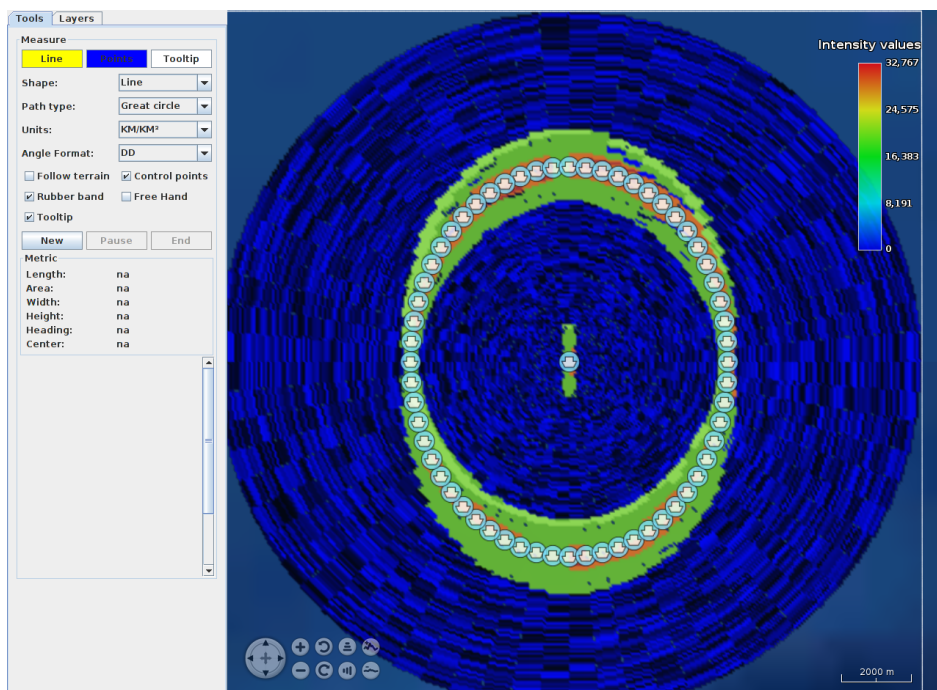 Tools Layers
Measure
Line Points Tooltip
Shape: Line
Path type: Great circle
Units: KM/KM²
Angle Format: DD
Follow terrain Control points
Rubber band Free Hand
Tooltip
New Pause End
Metric
Length: na
Area: na
Width: na
Height: na
Heading: na
Center: na
Intensity values
32,767
24,575
16,383
8,191
0
2000 m